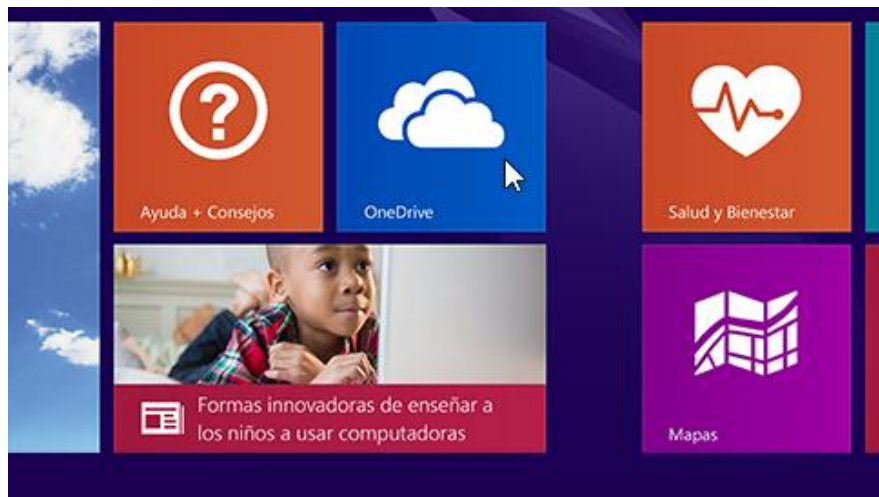 Ayuda + Consejos
OneDrive
Salud y Bienestar
Formas innovadoras de enseñar a
los niños a usar computadoras
Mapas